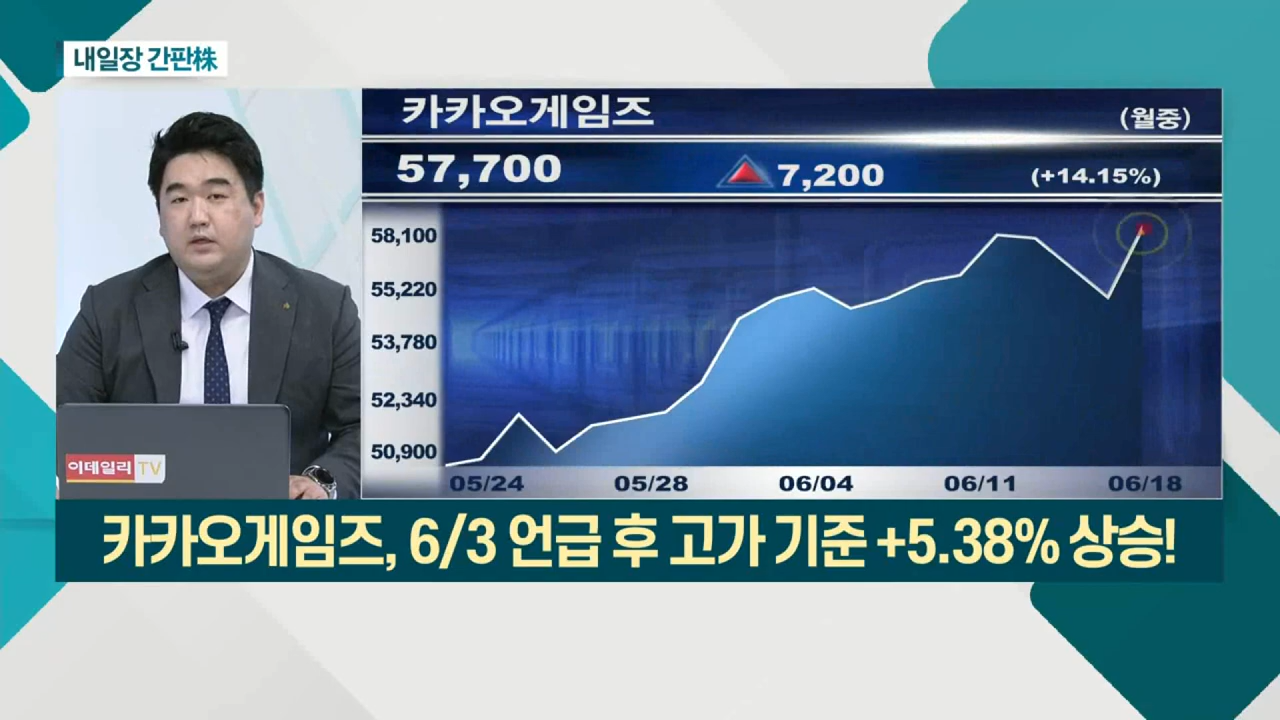 내일장 간판株
카카오게임즈 (월중)
57,700 7,200 (+14.15%)
58,100
55,220
53,780
52,340
50,900
05/24 05/28 06/04 06/11 06/18
이데일리 TV
카카오게임즈, 6/3 언급 후 고가 기준 +5.38% 상승!